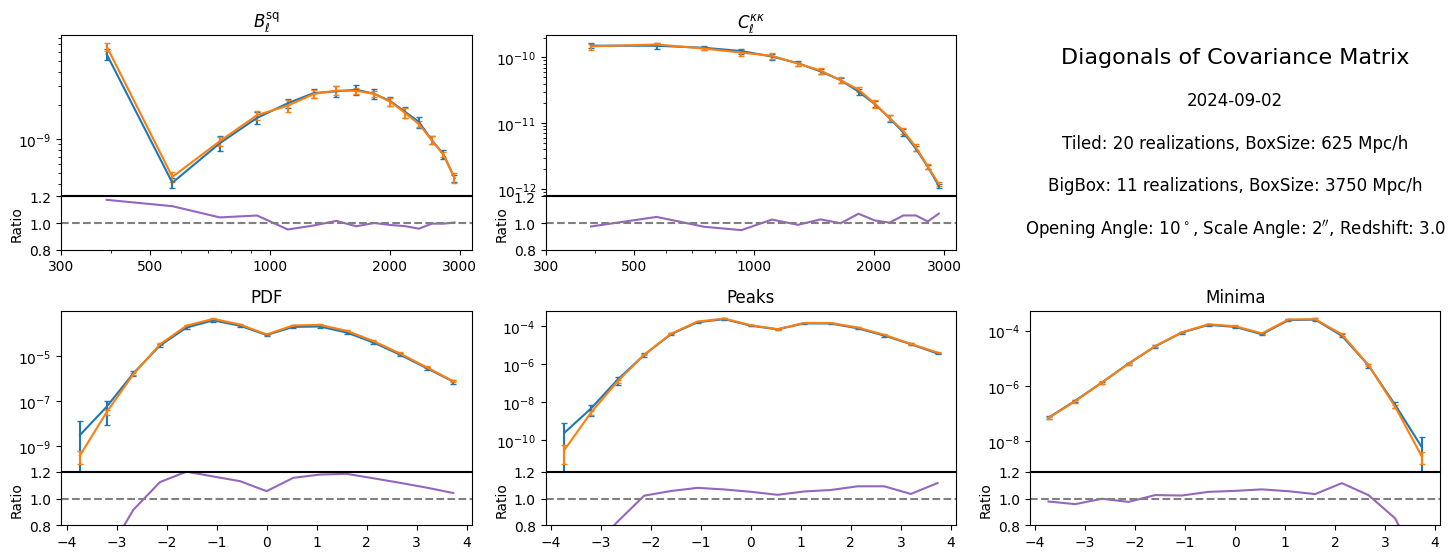 B_ℓ^sq
C_ℓ^κκ
Diagonals of Covariance Matrix
2024-09-02
Tiled: 20 realizations, BoxSize: 625 Mpc/h
BigBox: 11 realizations, BoxSize: 3750 Mpc/h
Opening Angle: 10°, Scale Angle: 2″, Redshift: 3.0
10⁻⁹
10⁻¹⁰
10⁻¹¹
10⁻¹²
Ratio
1.2
1.0
0.8
300 500 1000 2000 3000
Ratio
1.2
1.0
0.8
300 500 1000 2000 3000
PDF
10⁻⁵
10⁻⁷
10⁻⁹
Ratio
1.2
1.0
0.8
−4 −3 −2 −1 0 1 2 3 4
Peaks
10⁻⁴
10⁻⁶
10⁻⁸
10⁻¹⁰
Ratio
1.2
1.0
0.8
−4 −3 −2 −1 0 1 2 3 4
Minima
10⁻⁴
10⁻⁶
10⁻⁸
Ratio
1.2
1.0
0.8
−4 −3 −2 −1 0 1 2 3 4